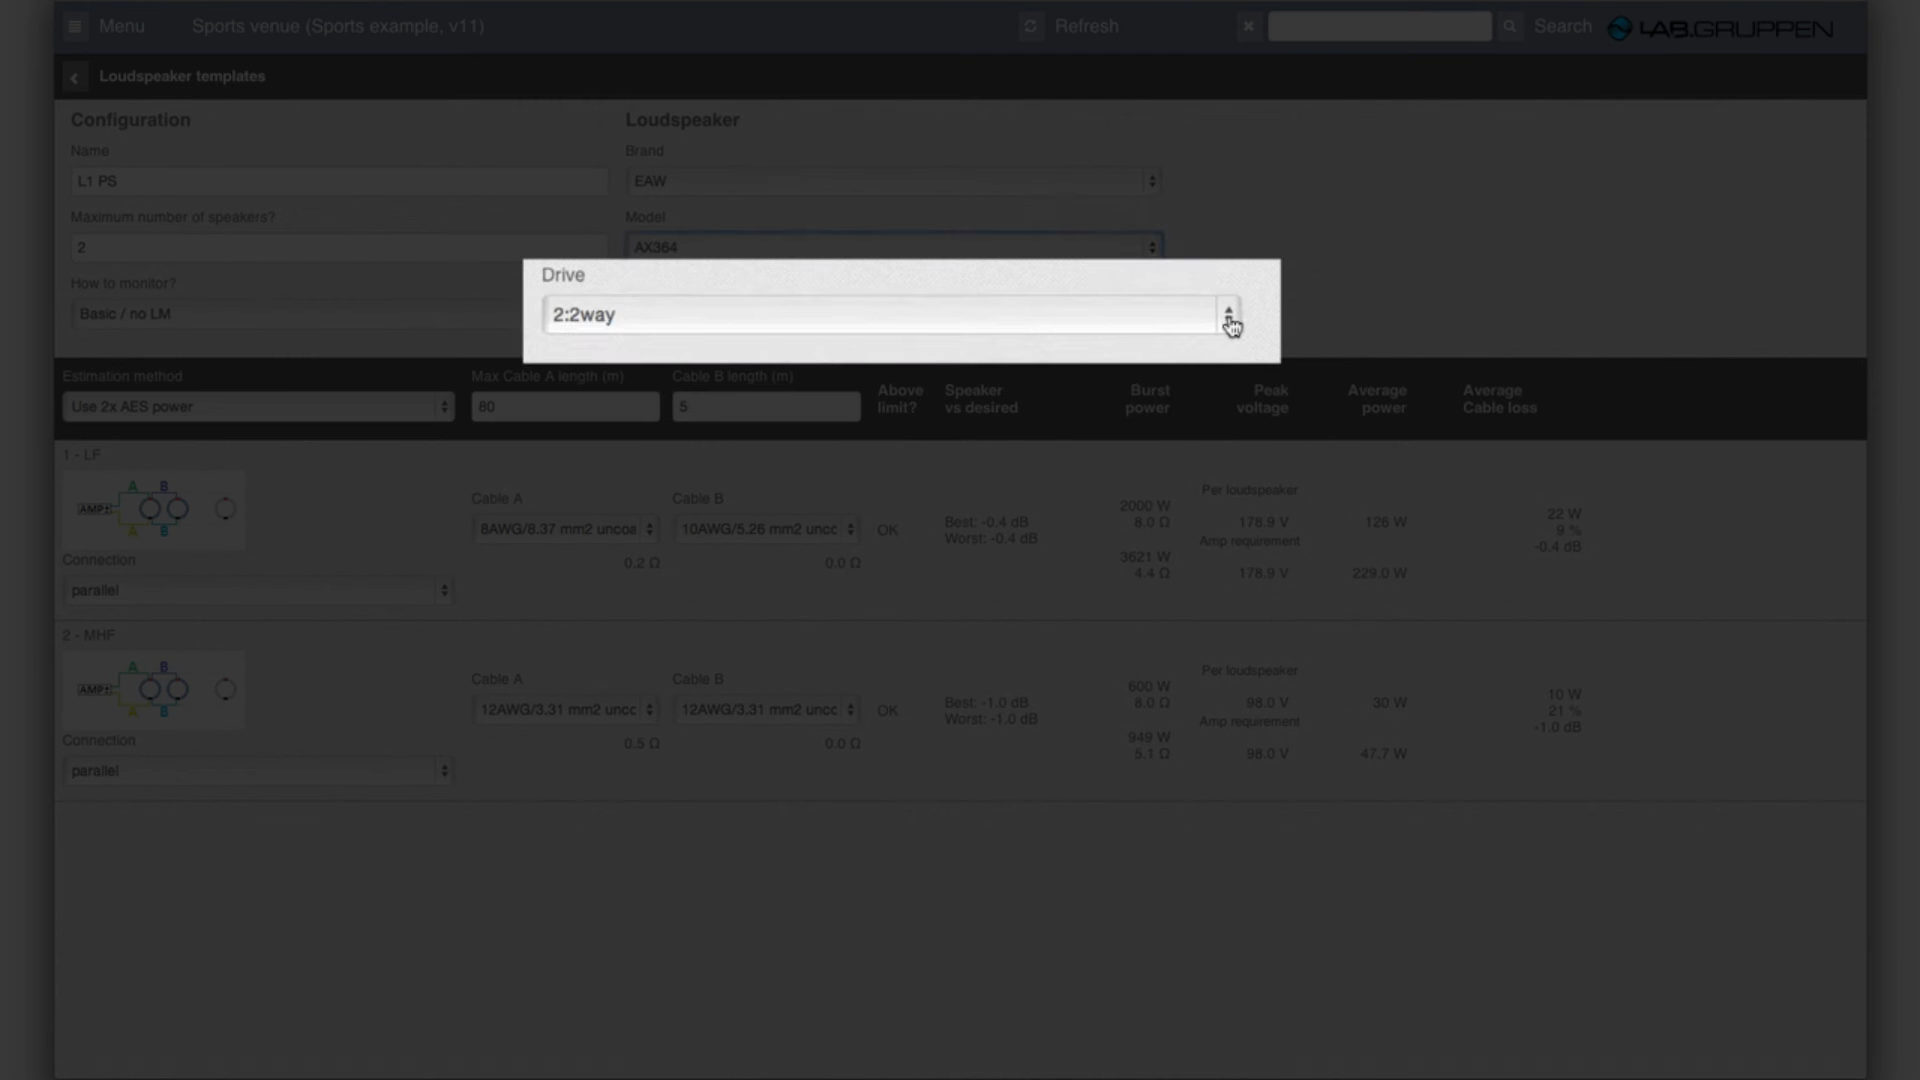 Menu
Sports venue (Sports example, v11)
Refresh
Search
LAB.GRUPPEN
Loudspeaker templates
Configuration
Loudspeaker
Name
Brand
L1 PS
EAW
Maximum number of speakers?
Model
2
AX364
How to monitor?
Drive
Basic / no LM
2:2way
Estimation method
Max Cable A length (m)
Cable B length (m)
Above
limit?
Speaker
vs desired
Burst
power
Peak
voltage
Average
power
Average
Cable loss
Use 2x AES power
80
5
1 - LF
A B
AMP
A B
Connection
parallel
Cable A
8AWG/8.37 mm2 uncoa
0.2 Ω
Cable B
10AWG/5.26 mm2 uncc
0.0 Ω
OK
Best: -0.4 dB
Worst: -0.4 dB
2000 W
8.0 Ω
3621 W
4.4 Ω
Per loudspeaker
178.9 V
Amp requirement
178.9 V
126 W
229.0 W
22 W
9 %
-0.4 dB
2 - MHF
A B
AMP
A B
Connection
parallel
Cable A
12AWG/3.31 mm2 uncc
0.5 Ω
Cable B
12AWG/3.31 mm2 uncc
0.0 Ω
OK
Best: -1.0 dB
Worst: -1.0 dB
600 W
8.0 Ω
949 W
5.1 Ω
Per loudspeaker
98.0 V
Amp requirement
98.0 V
30 W
47.7 W
10 W
21 %
-1.0 dB